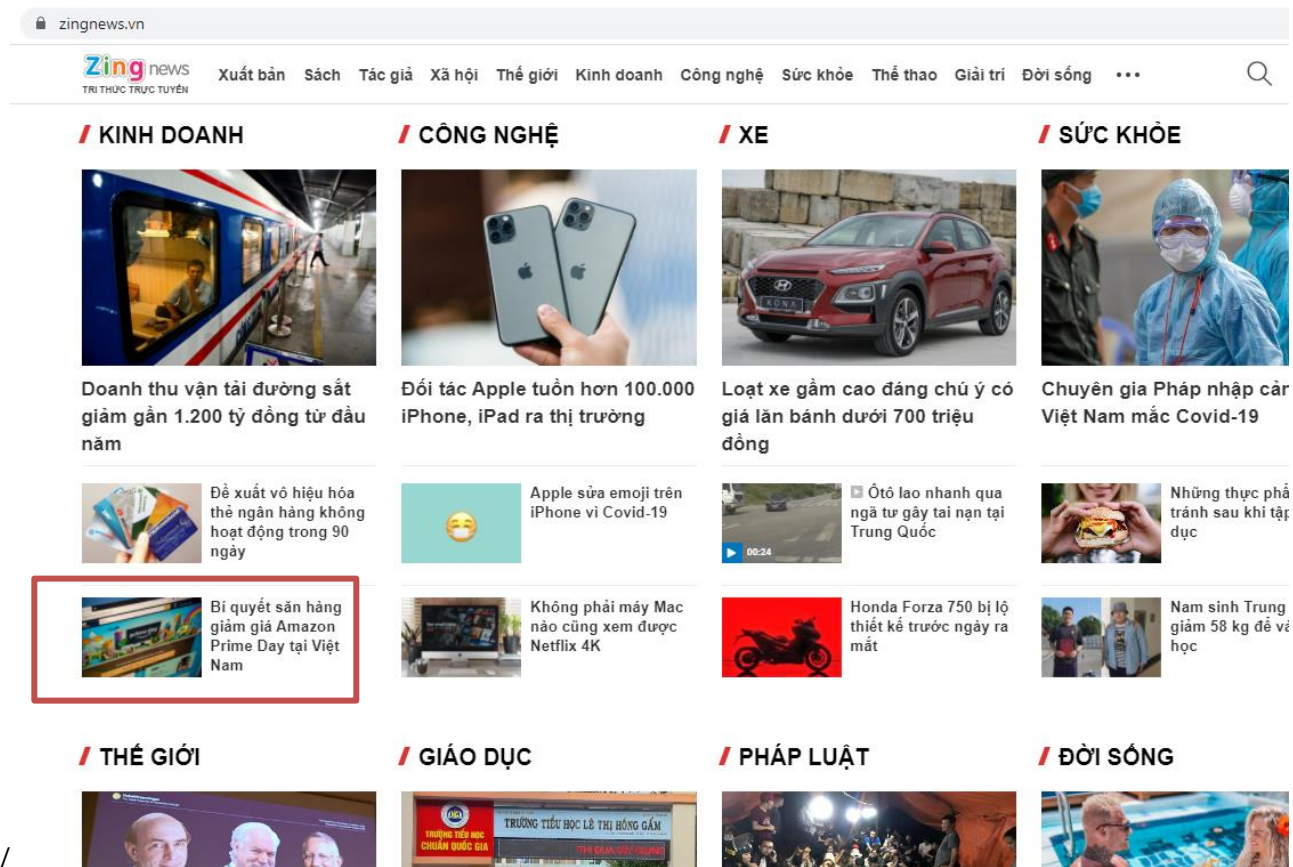 zingnews.vn
Zing news
TRI THỨC TRỰC TUYẾN
Xuất bản Sách Tác giả Xã hội Thế giới Kinh doanh Công nghệ Sức khỏe Thể thao Giải trí Đời sống •••
KINH DOANH
Doanh thu vận tải đường sắt
giảm gần 1.200 tỷ đồng từ đầu
năm
Đề xuất vô hiệu hóa
thẻ ngân hàng không
hoạt động trong 90
ngày
Bí quyết săn hàng
giảm giá Amazon
Prime Day tại Việt
Nam
CÔNG NGHỆ
Đối tác Apple tuồn hơn 100.000
iPhone, iPad ra thị trường
Apple sửa emoji trên
iPhone vì Covid-19
Không phải máy Mac
nào cũng xem được
Netflix 4K
XE
KONA
Loạt xe gầm cao đáng chú ý có
giá lăn bánh dưới 700 triệu
đồng
00:24
Ôtô lao nhanh qua
ngã tư gây tai nạn tại
Trung Quốc
Honda Forza 750 bị lộ
thiết kế trước ngày ra
mắt
SỨC KHỎE
Chuyên gia Pháp nhập
Việt Nam mắc Covid-19
Những thực
tránh sau khi
dục
Nam sinh Trung
giảm 58 kg để
học
THẾ GIỚI
GIÁO DỤC
TRƯỜNG TIỂU HỌC
CHUẨN QUỐC GIA
TRƯỜNG TIỂU HỌC LÊ THỊ HỒNG GẤM
PHÁP LUẬT
ĐỜI SỐNG
/